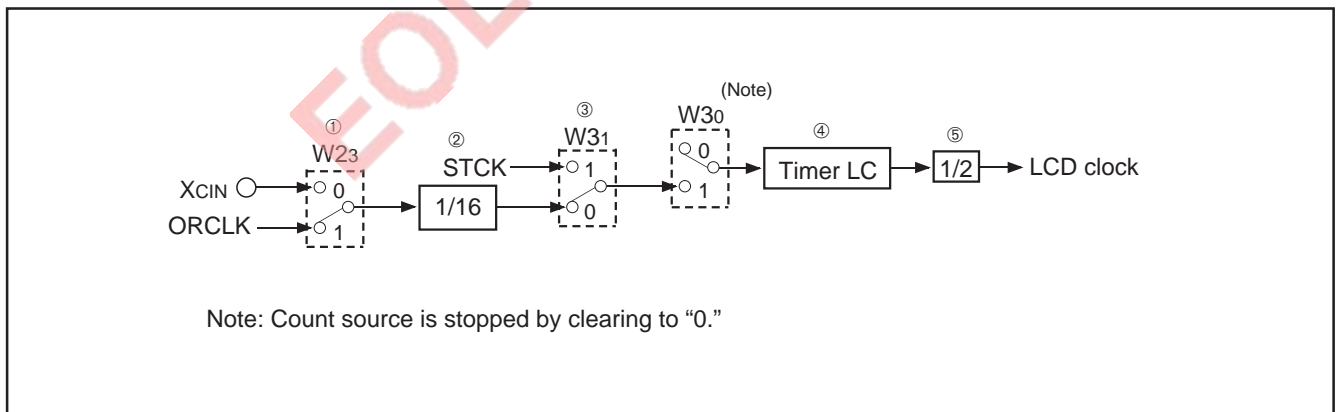 EOL
(Note)
① ② ③ W30 ④ ⑤
W23 W31
XCIN 0 1/16 STCK 1 0 0 1 Timer LC 1/2 LCD clock
ORCLK 1
Note: Count source is stopped by clearing to “0.”